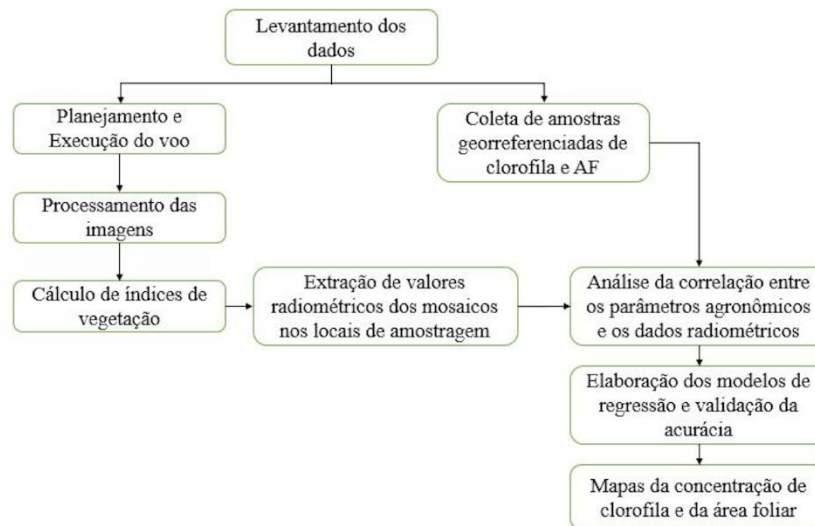 Levantamento dos
dados
Planejamento e
Execução do voo
Coleta de amostras
georreferenciadas de
clorofila e AF
Processamento das
imagens
Cálculo de índices de
vegetação
Extração de valores
radiométricos dos mosaicos
nos locais de amostragem
Análise da correlação entre
os parâmetros agronômicos
e os dados radiométricos
Elaboração dos modelos de
regressão e validação da
acurácia
Mapas da concentração de
clorofila e da área foliar